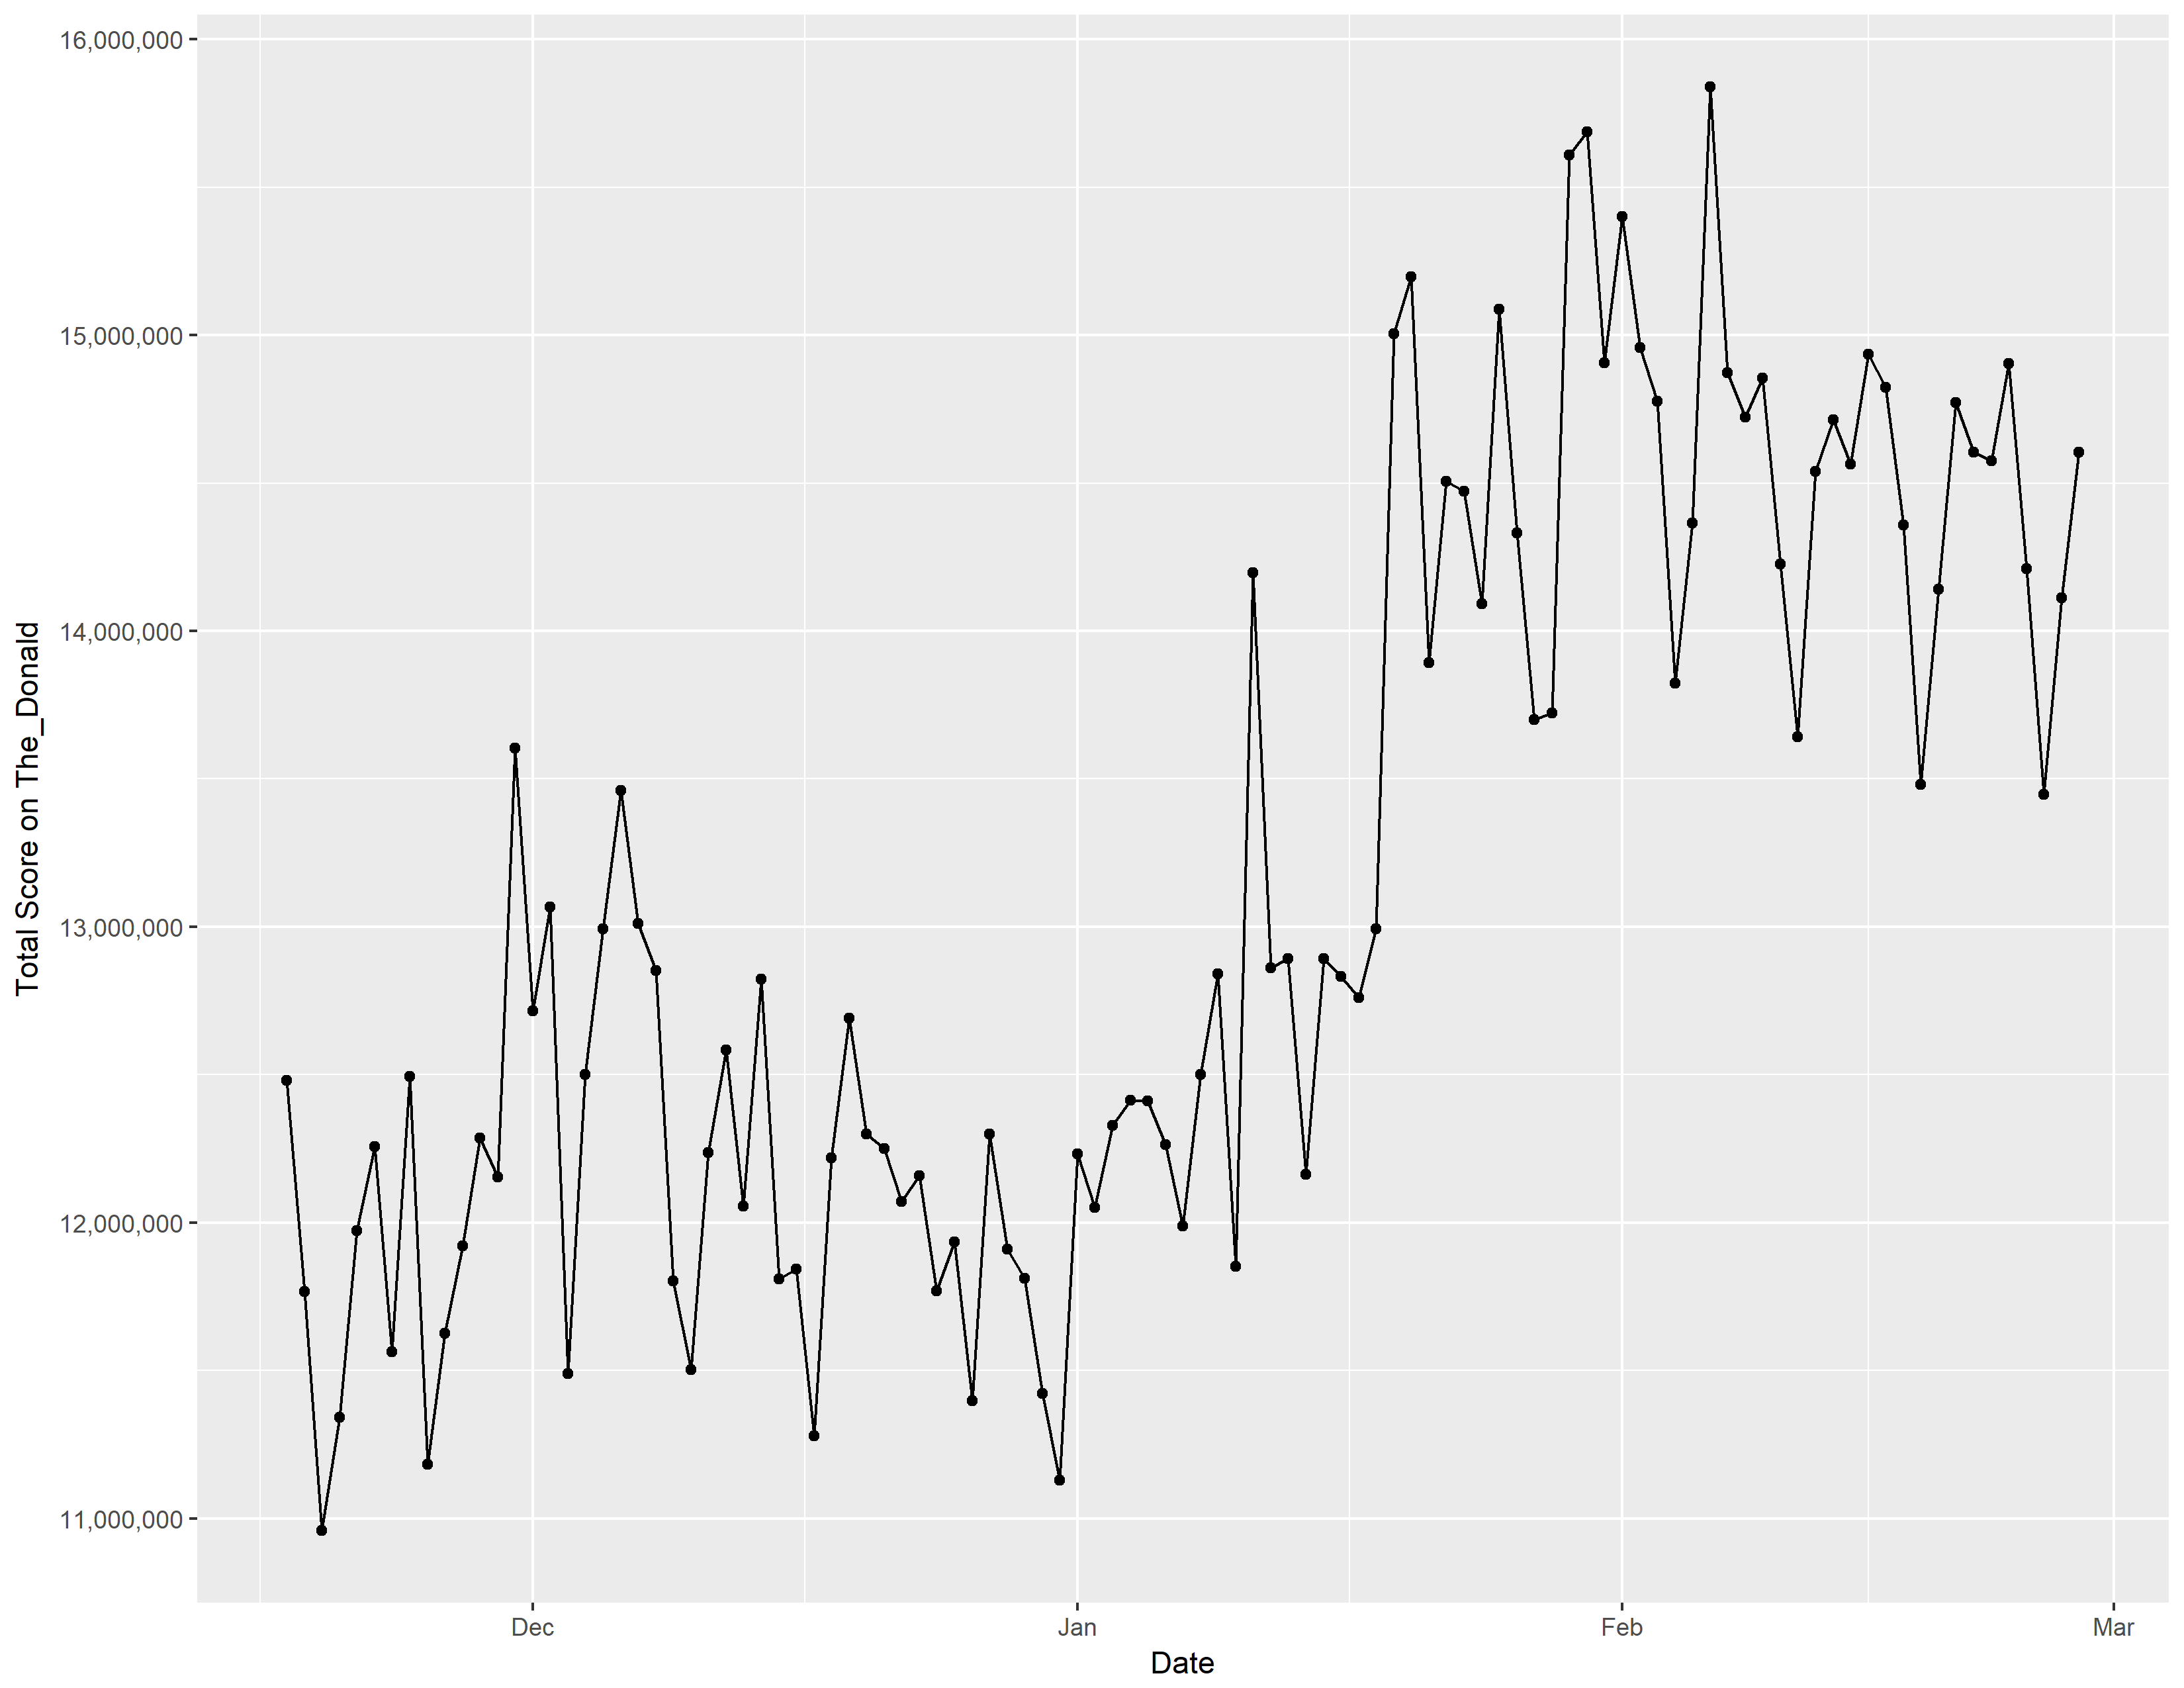 16,000,000
15,000,000
14,000,000
13,000,000
12,000,000
11,000,000
Total Score on The_Donald
Dec
Jan
Feb
Mar
Date